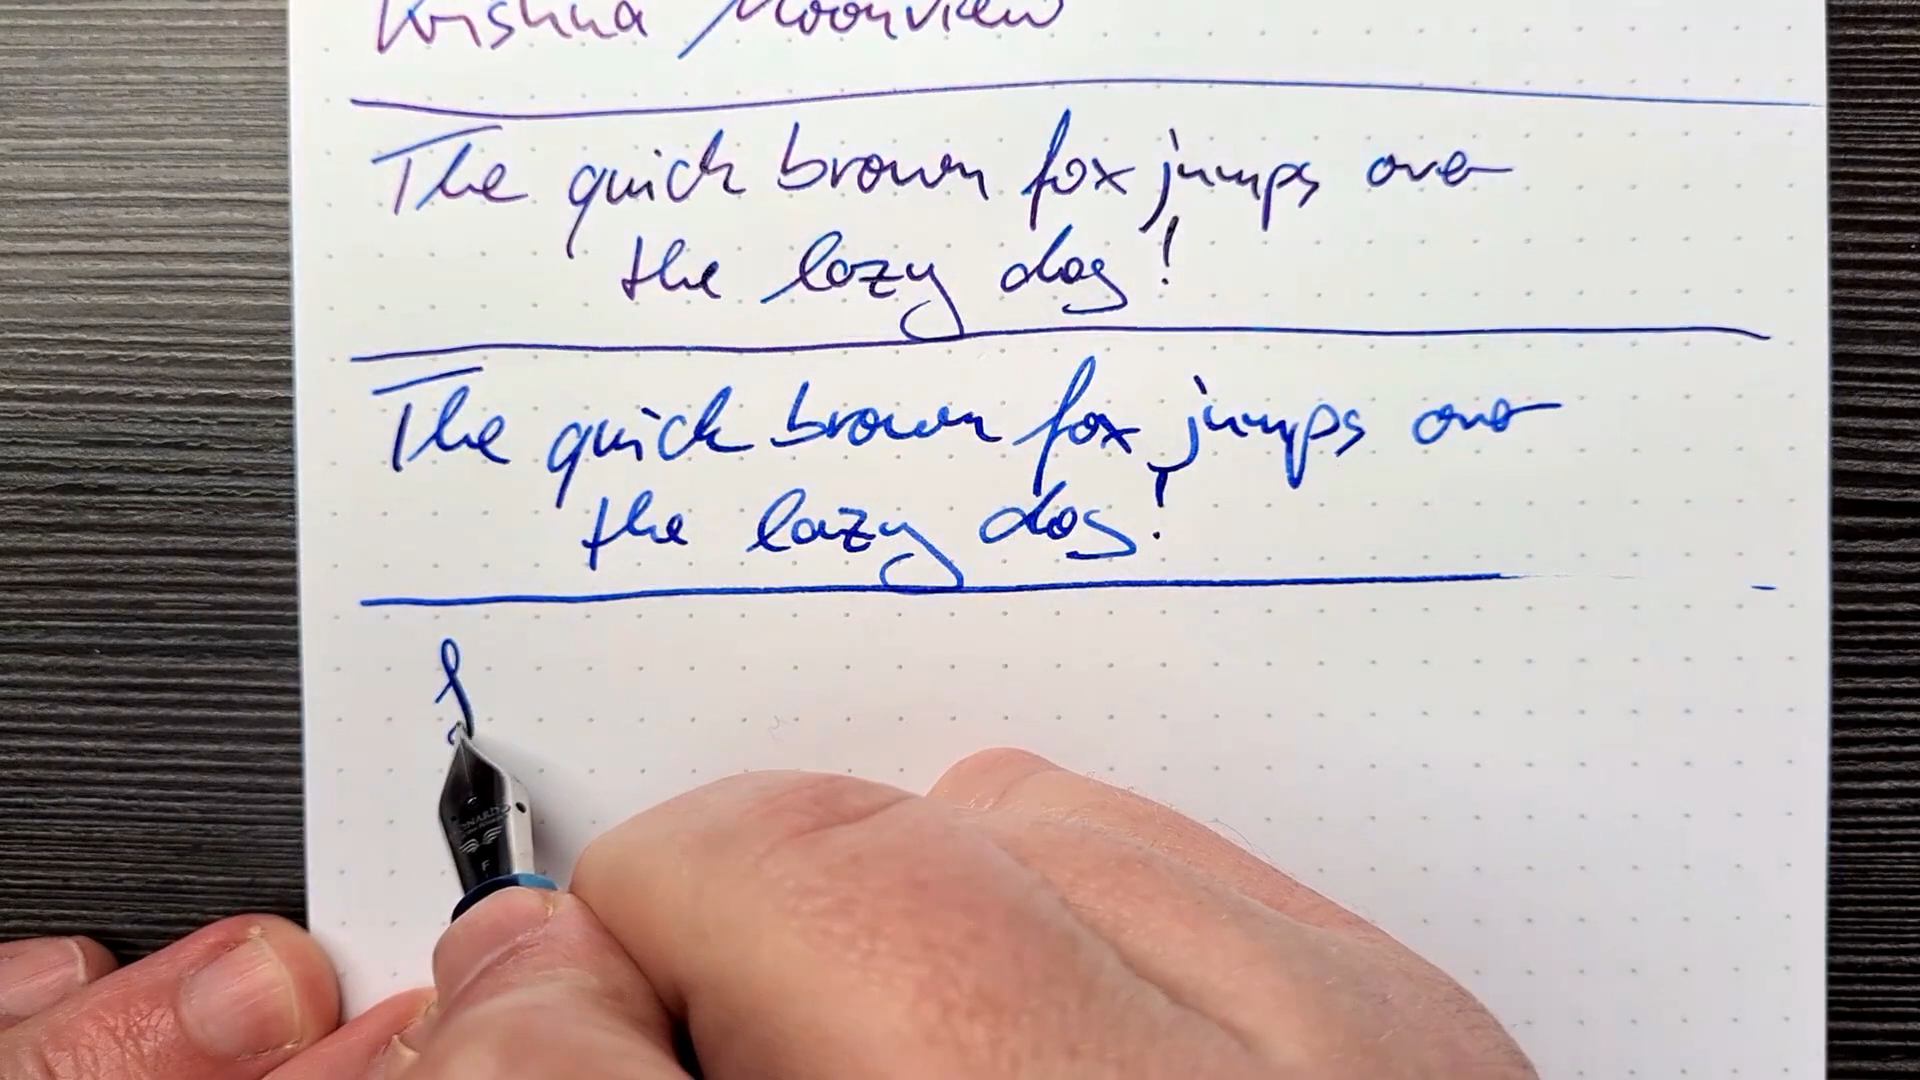 Krishna Moonview
The quick brown fox jumps over
the lazy dog!
The quick brown fox jumps over
the lazy dog!
LEONARDO
F